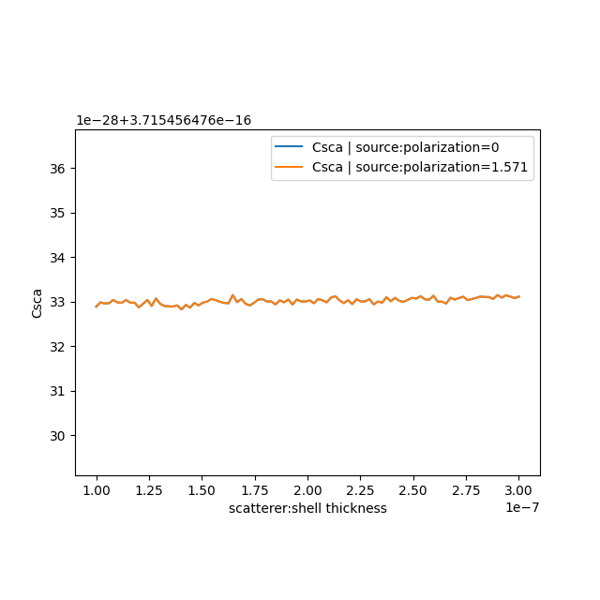 1e−28+3.715456476e−16
Csca | source:polarization=0
Csca | source:polarization=1.571
36
35
34
33
32
31
30
Csca
1.00 1.25 1.50 1.75 2.00 2.25 2.50 2.75 3.00
scatterer:shell thickness 1e−7